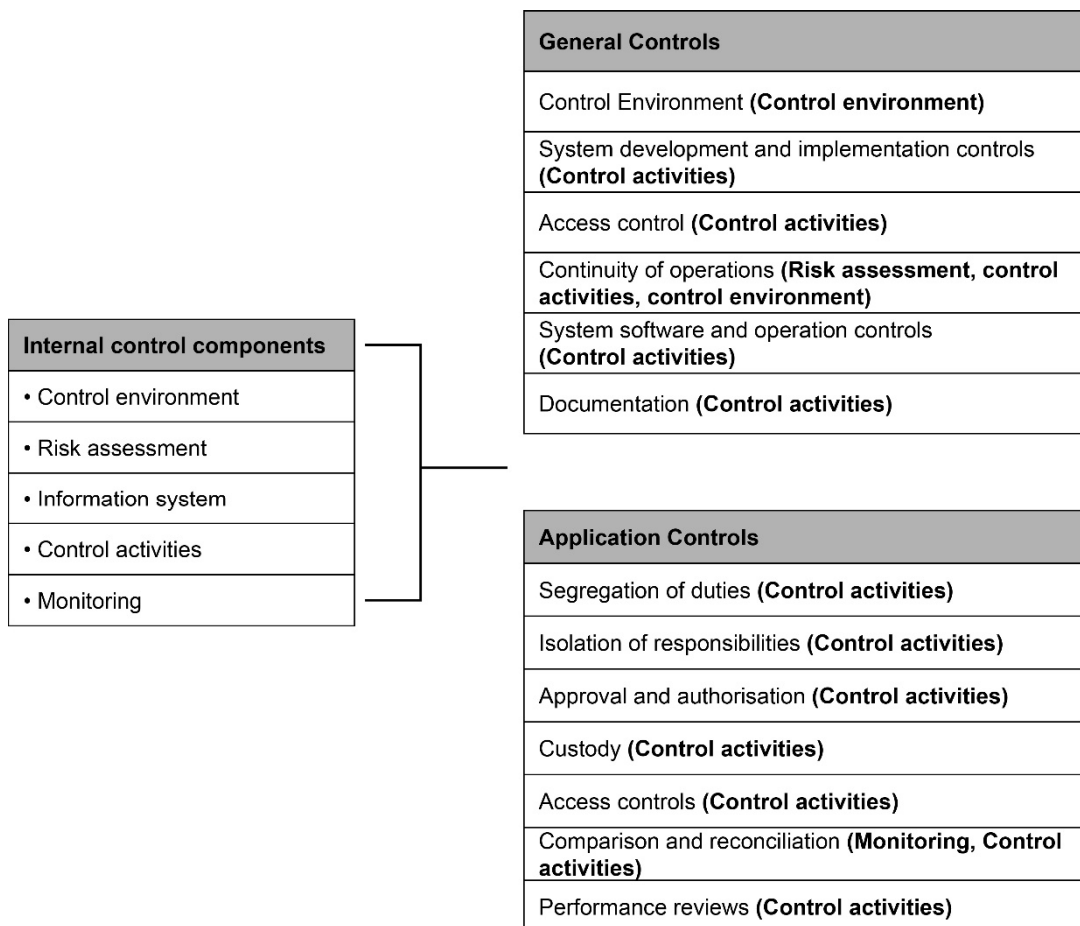 General Controls
Control Environment (Control environment)
System development and implementation controls
(Control activities)
Access control (Control activities)
Continuity of operations (Risk assessment, control
activities, control environment)
System software and operation controls
(Control activities)
Documentation (Control activities)
Internal control components
• Control environment
• Risk assessment
• Information system
• Control activities
• Monitoring
Application Controls
Segregation of duties (Control activities)
Isolation of responsibilities (Control activities)
Approval and authorisation (Control activities)
Custody (Control activities)
Access controls (Control activities)
Comparison and reconciliation (Monitoring, Control
activities)
Performance reviews (Control activities)